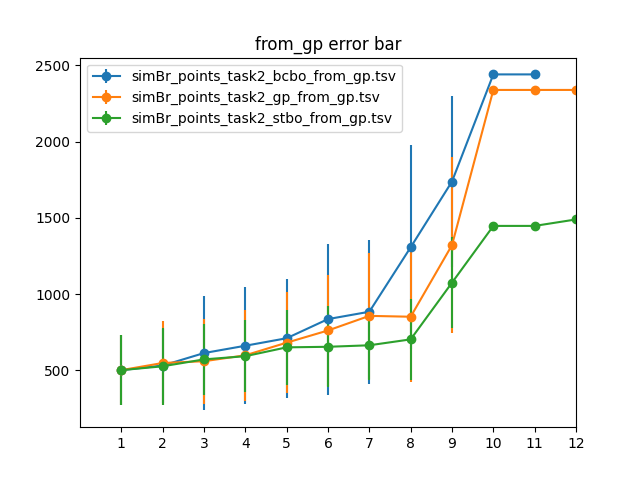 from_gp error bar
simBr_points_task2_bcbo_from_gp.tsv
simBr_points_task2_gp_from_gp.tsv
simBr_points_task2_stbo_from_gp.tsv
2500
2000
1500
1000
500
1 2 3 4 5 6 7 8 9 10 11 12